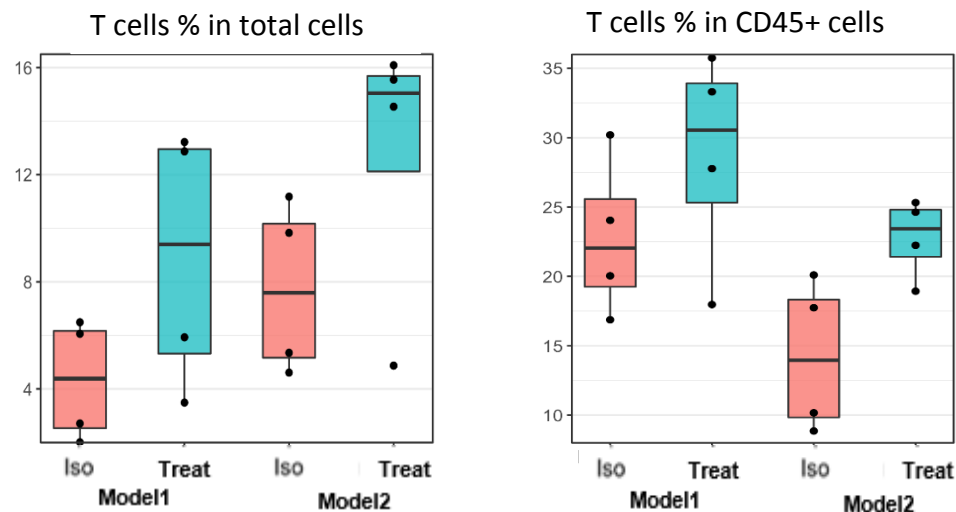 T cells % in total cells
16
12
8
4
Iso Treat Iso Treat
Model1 Model2
T cells % in CD45+ cells
35
30
25
20
15
10
Iso Treat Iso Treat
Model1 Model2